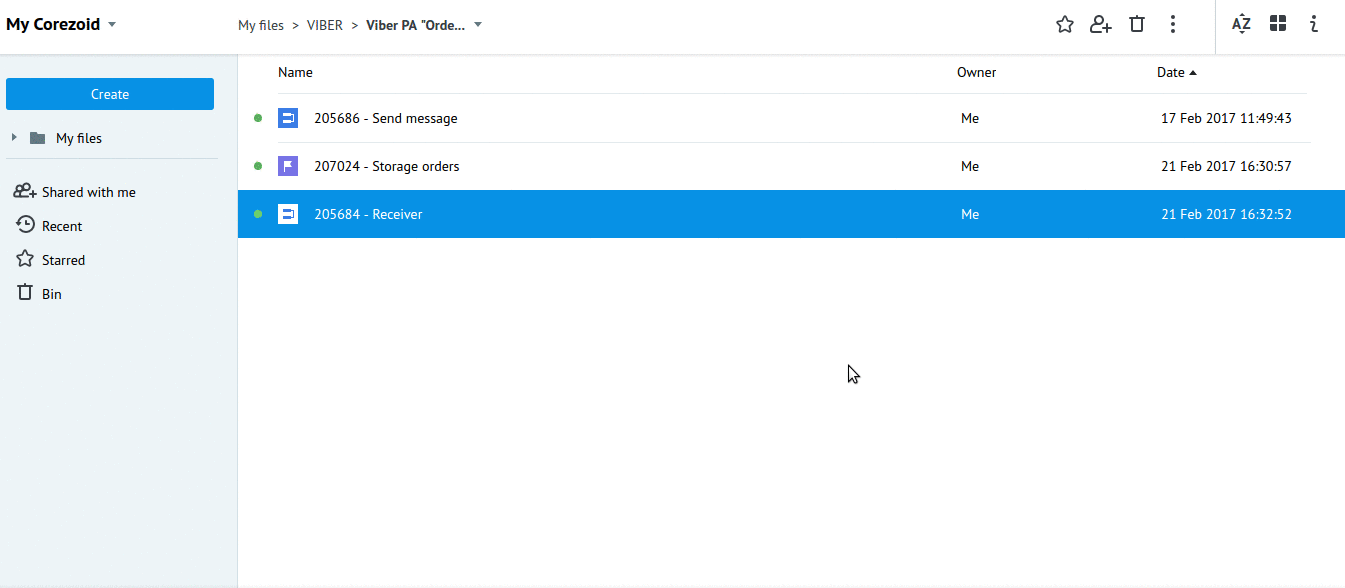 My Corezoid
My files > VIBER > Viber PA "Orde...
AZ
Create
My files
Shared with me
Recent
Starred
Bin
Name Owner Date
205686 - Send message Me 17 Feb 2017 11:49:43
207024 - Storage orders Me 21 Feb 2017 16:30:57
205684 - Receiver Me 21 Feb 2017 16:32:52